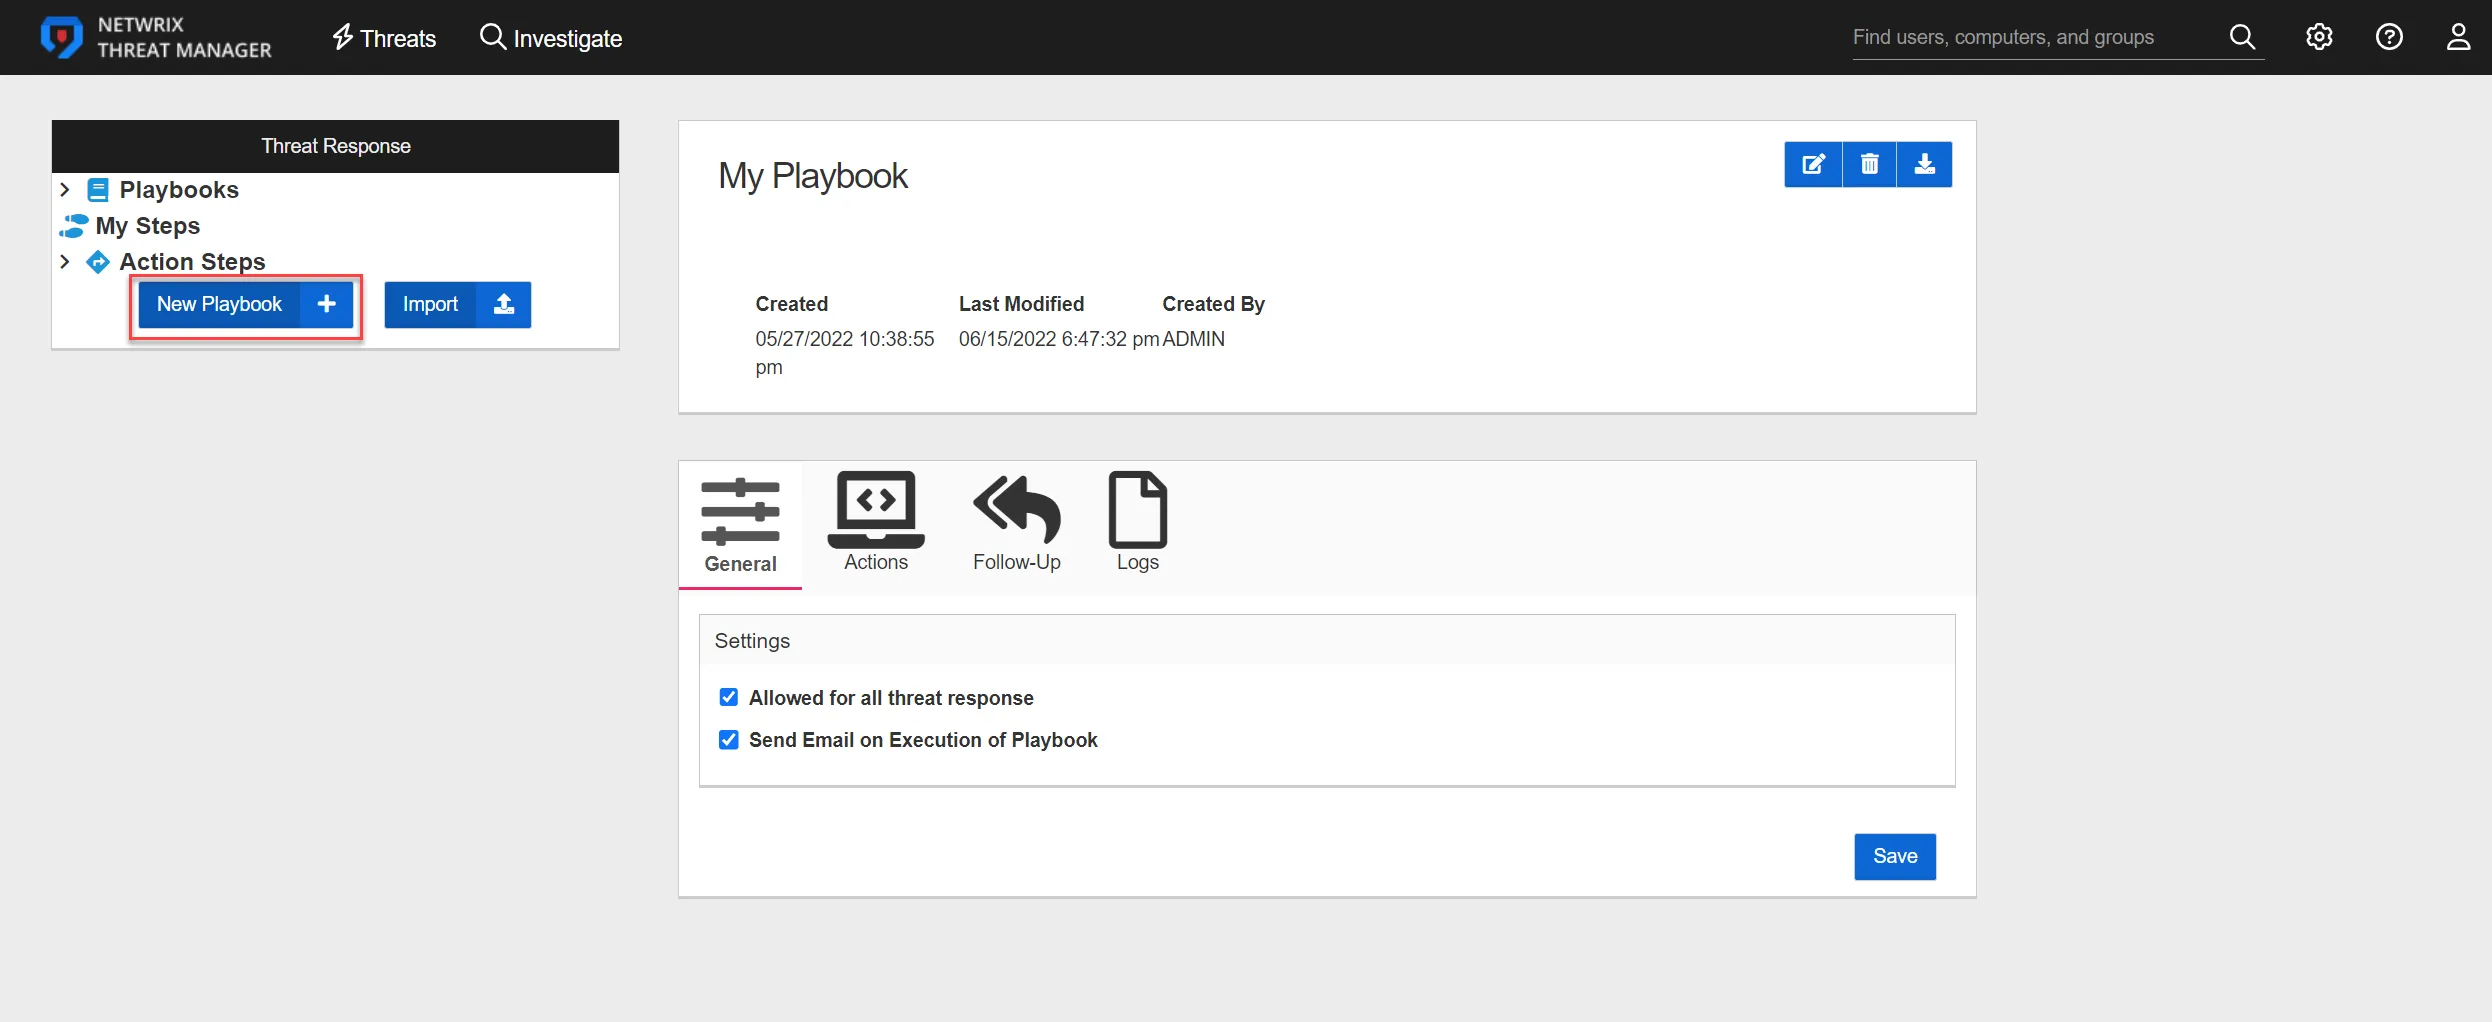 NETWRIX
THREAT MANAGER
Threats
Investigate
Find users, computers, and groups
Threat Response
Playbooks
My Steps
Action Steps
New Playbook
Import
My Playbook
Created
Last Modified
Created By
05/27/2022 10:38:55
pm
06/15/2022 6:47:32 pm
ADMIN
General
Actions
Follow-Up
Logs
Settings
Allowed for all threat response
Send Email on Execution of Playbook
Save